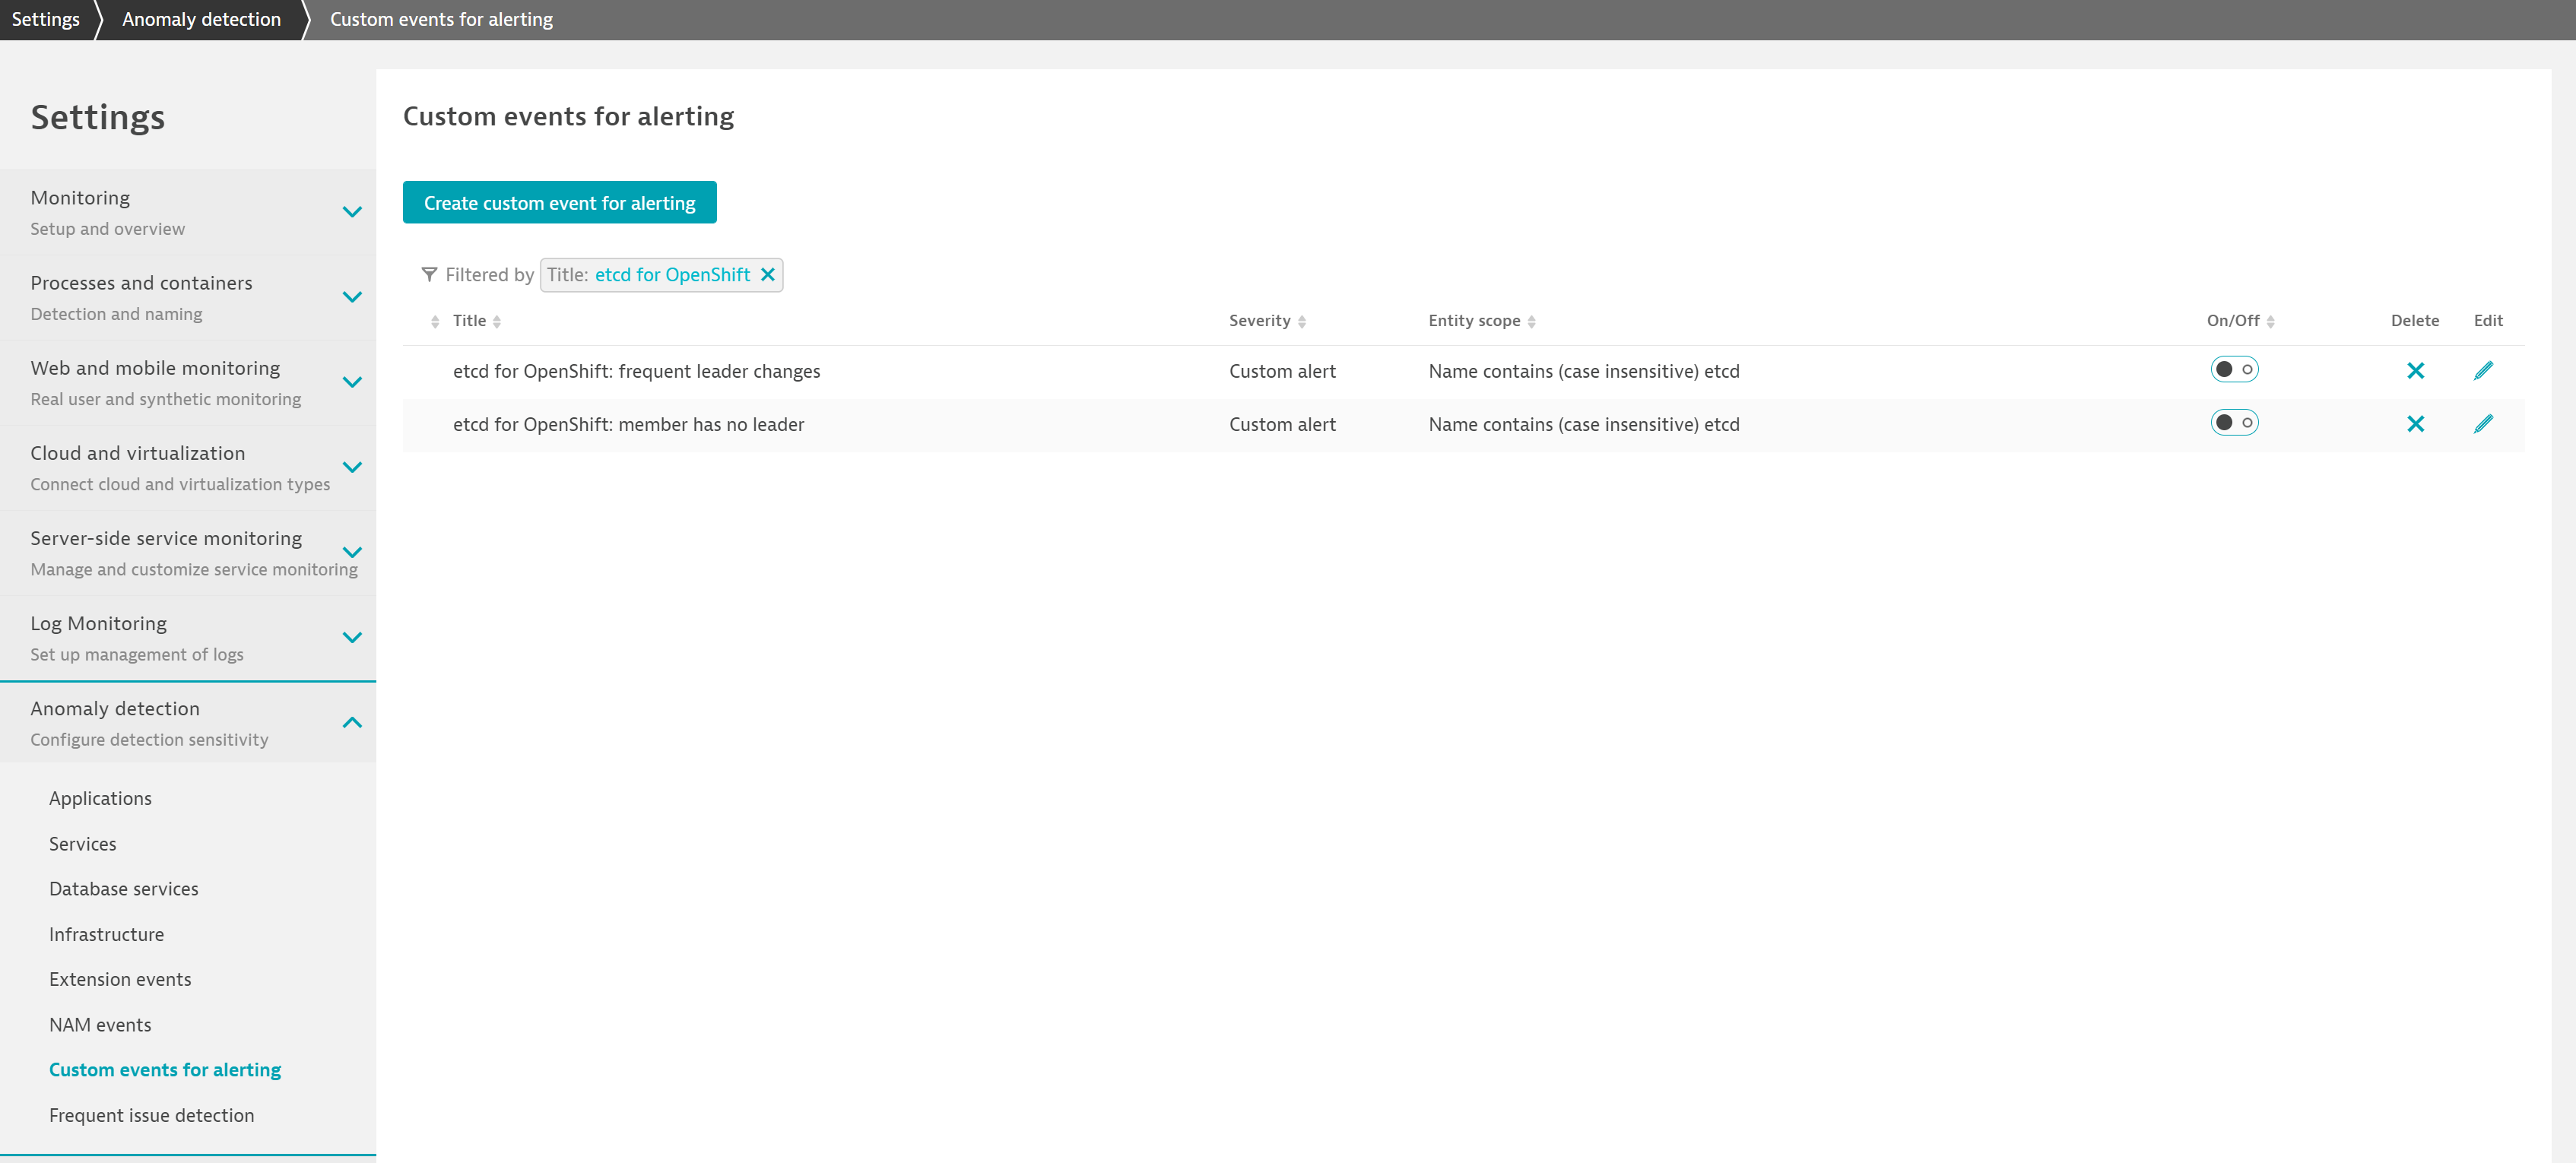 Settings
Anomaly detection
Custom events for alerting
Settings
Monitoring
Setup and overview
Processes and containers
Detection and naming
Web and mobile monitoring
Real user and synthetic monitoring
Cloud and virtualization
Connect cloud and virtualization types
Server-side service monitoring
Manage and customize service monitoring
Log Monitoring
Set up management of logs
Anomaly detection
Configure detection sensitivity
Applications
Services
Database services
Infrastructure
Extension events
NAM events
Custom events for alerting
Frequent issue detection
Custom events for alerting
Create custom event for alerting
Filtered by Title: etcd for OpenShift
Title Severity Entity scope On/Off Delete Edit
etcd for OpenShift: frequent leader changes Custom alert Name contains (case insensitive) etcd
etcd for OpenShift: member has no leader Custom alert Name contains (case insensitive) etcd